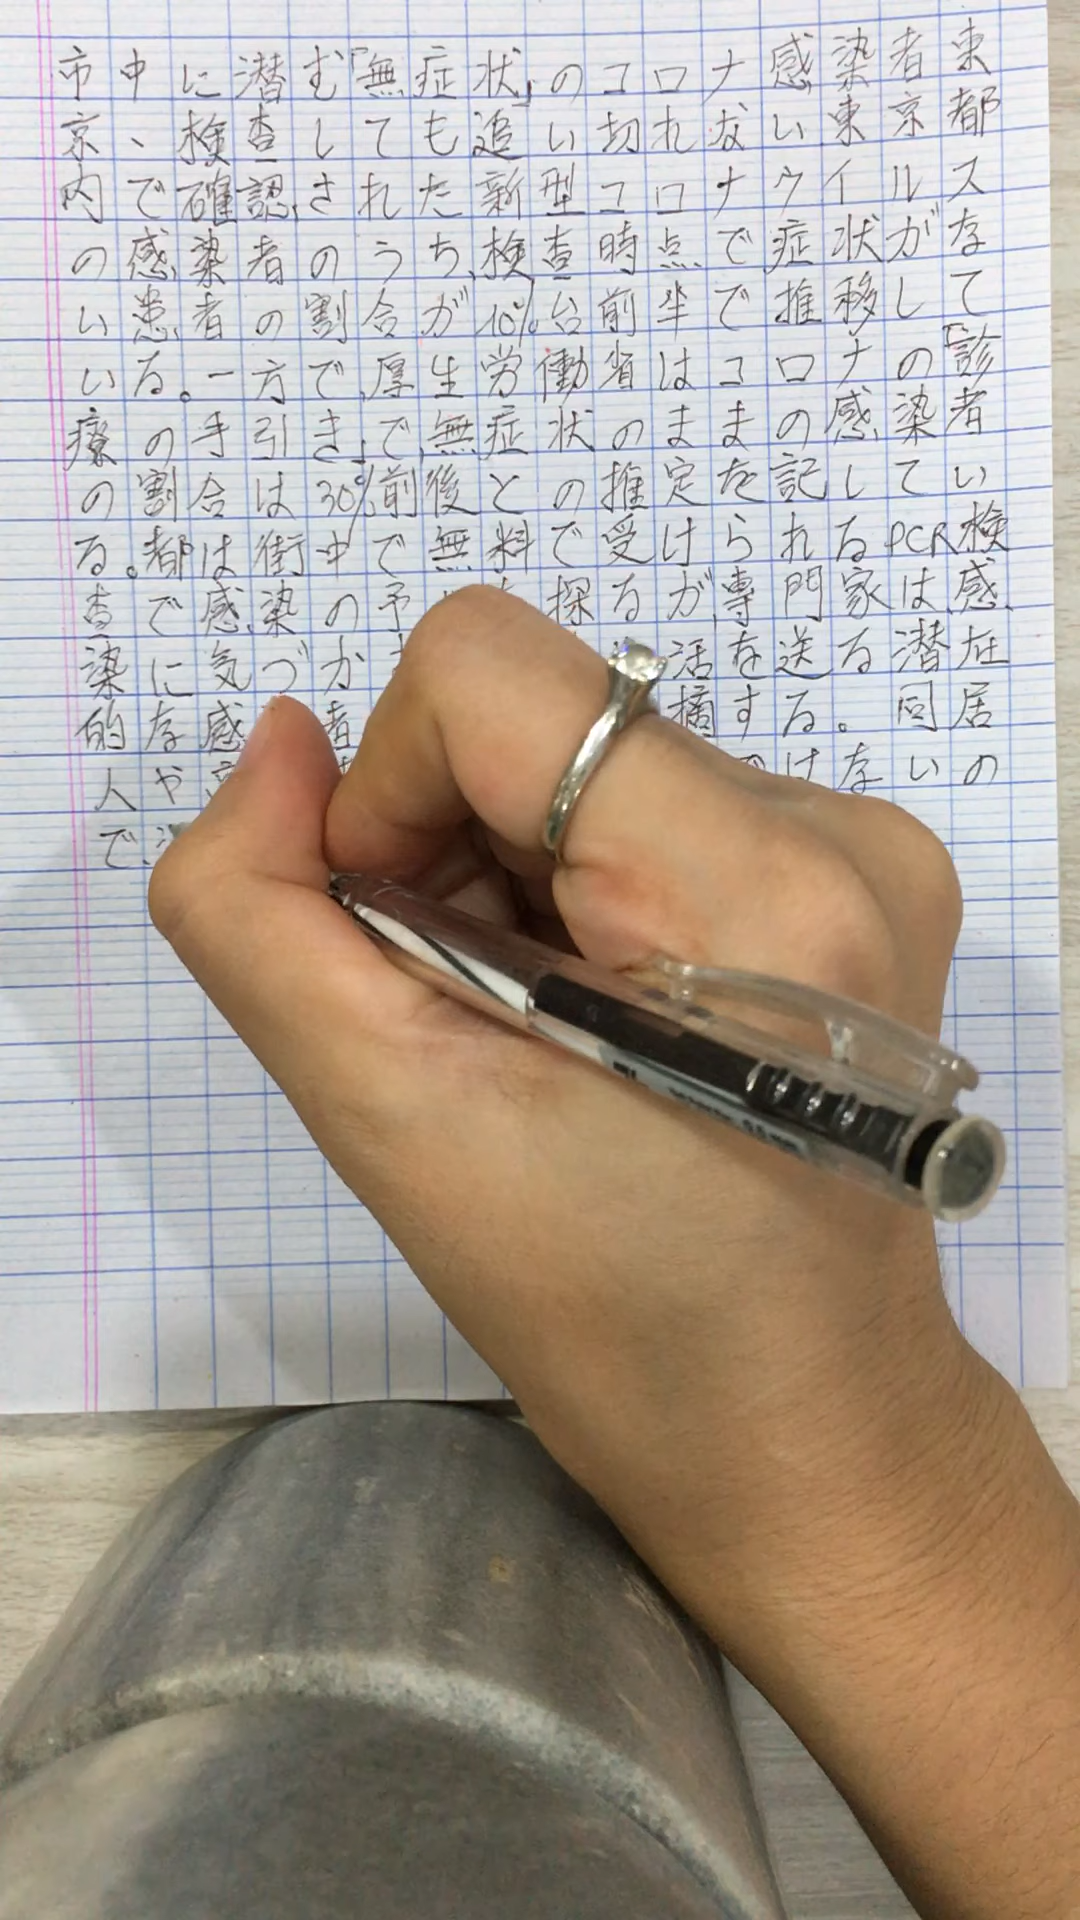 市中に潜む「無症状」のコロナ感染者東
京、検査しても追い切れない東京都
内で確認された新型コロナウイルス
の感染者のうち、検査時点で症状がな
い患者の割合が10%台前半で推移して
いる。一方で、厚生労働省はコロナの「診
療の手引き」で、無症状のままの感染者
の割合は30%前後との推定を記してい
る。都は街中で無料で受けられるPCR検
査で感染の予 探るが、専門家は、感
染に気づか 活を送る潜在
的な感 者 摘する。同居
人や けないの
で、